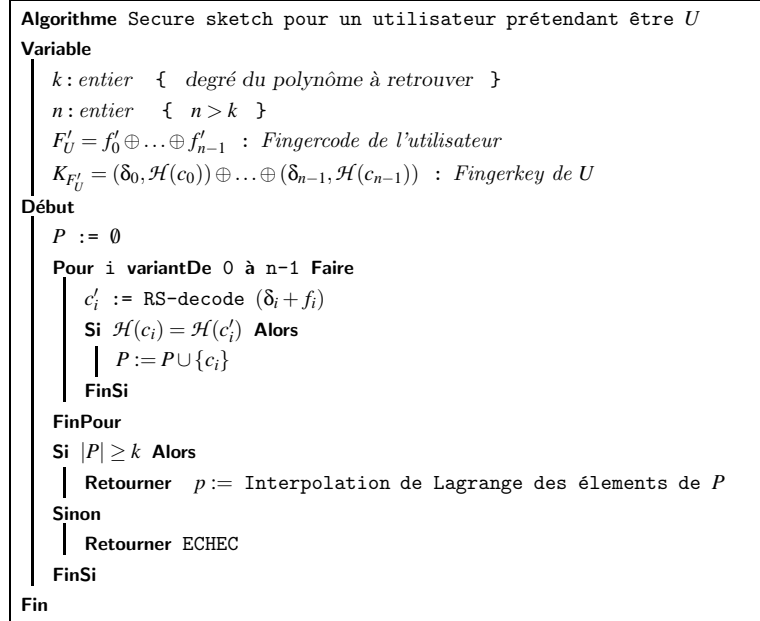 Algorithme Secure sketch pour un utilisateur prétendant être U
Variable
k : entier { degré du polynôme à retrouver }
n : entier { n > k }
F′_U = f′_0 ⊕ … ⊕ f′_{n−1} : Fingercode de l'utilisateur
K_{F′_U} = (δ_0, ℋ(c_0)) ⊕ … ⊕ (δ_{n−1}, ℋ(c_{n−1})) : Fingerkey de U
Début
P := ∅
Pour i variantDe 0 à n-1 Faire
c′_i := RS-decode (δ_i + f_i)
Si ℋ(c_i) = ℋ(c′_i) Alors
P := P ∪ {c_i}
FinSi
FinPour
Si |P| ≥ k Alors
Retourner p := Interpolation de Lagrange des élements de P
Sinon
Retourner ECHEC
FinSi
Fin